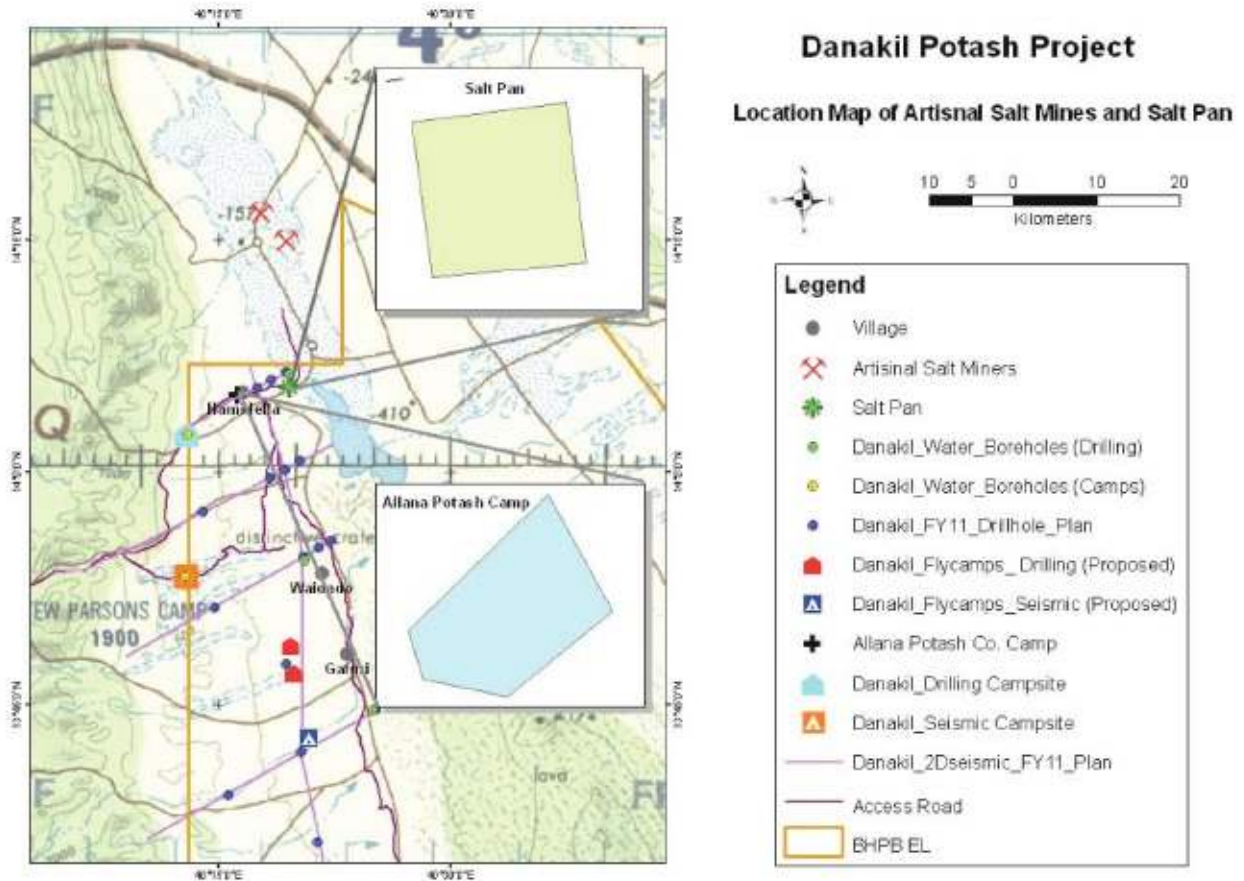 Danakil Potash Project
Location Map of Artisnal Salt Mines and Salt Pan
10 5 0 10 20
Kilometers
Legend
Village
Artisinal Salt Miners
Salt Pan
Danakil_Water_Boreholes (Drilling)
Danakil_Water_Boreholes (Camps)
Danakil_FY11_Drillhole_Plan
Danakil_Flycamps_ Drilling (Proposed)
Danakil_Flycamps_Seismic (Proposed)
Allana Potash Co. Camp
Danakil_Drilling Campsite
Danakil_Seismic Campsite
Danakil_2Dseismic_FY11_Plan
Access Road
BHPB EL
Salt Pan
-157
Q
-410
Allana Potash Camp
EW PARSONS CAMP
1900
lava
F